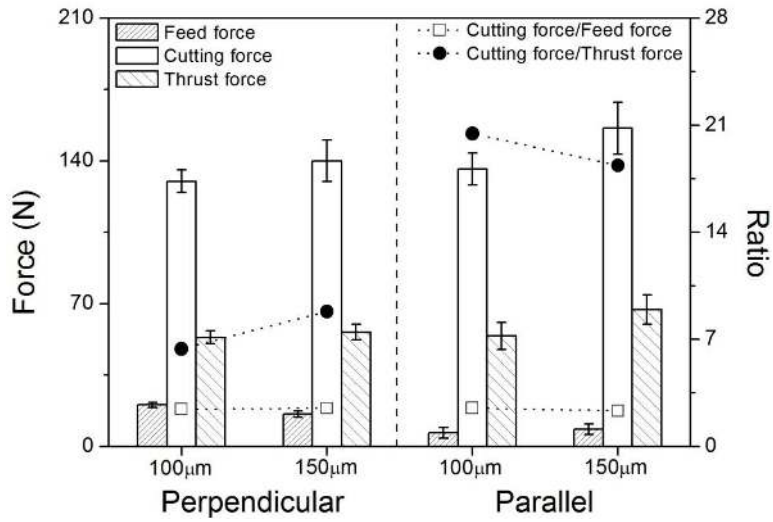 210
140
70
0
Force (N)
Feed force
Cutting force
Thrust force
Cutting force/Feed force
Cutting force/Thrust force
28
21
14
7
0
Ratio
100μm
150μm
100μm
150μm
Perpendicular
Parallel